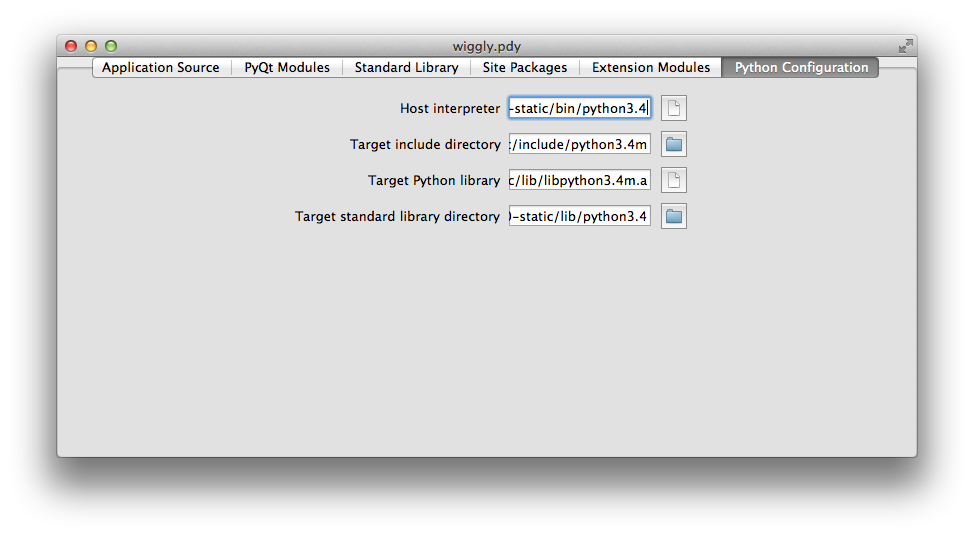 wiggly.pdy
Application Source PyQt Modules Standard Library Site Packages Extension Modules Python Configuration
Host interpreter -static/bin/python3.4
Target include directory :/include/python3.4m
Target Python library c/lib/libpython3.4m.a
Target standard library directory )-static/lib/python3.4